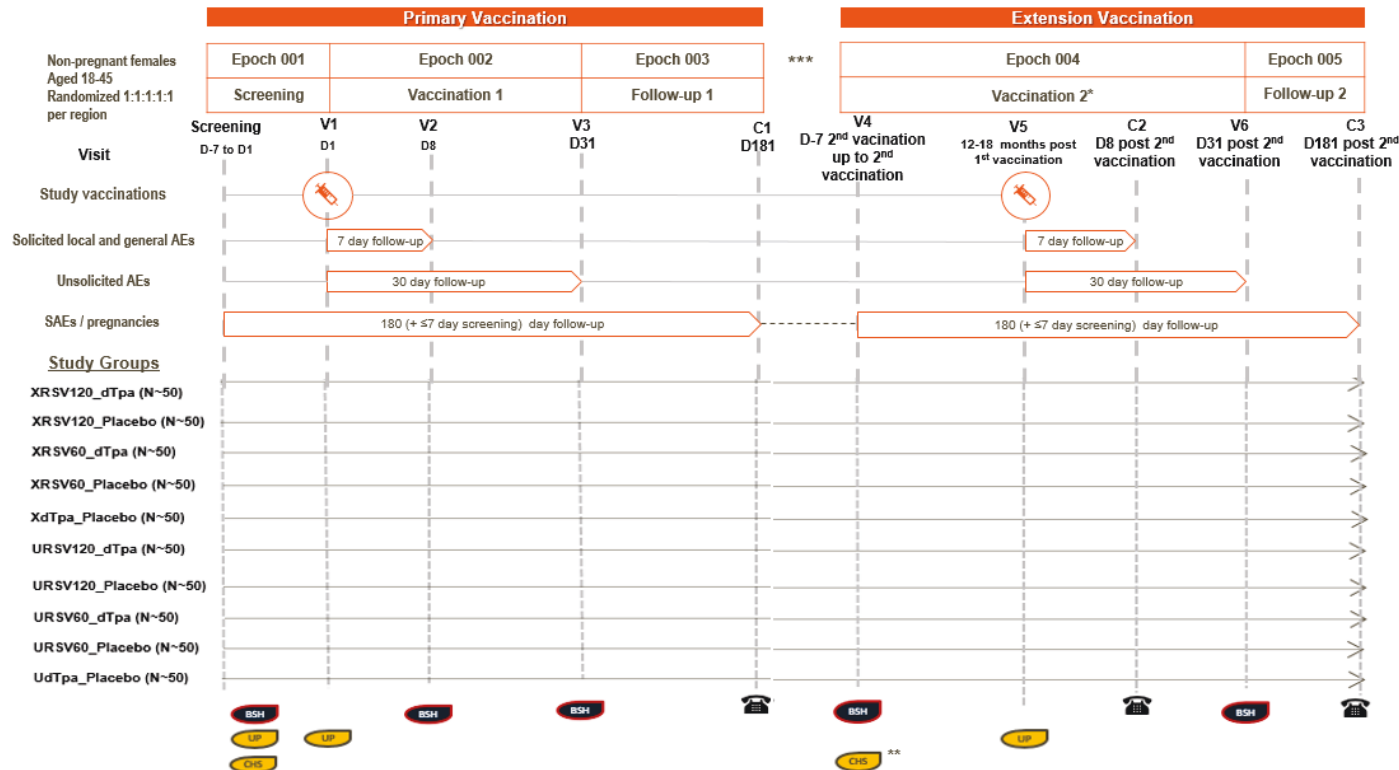 Primary Vaccination
Extension Vaccination
Non-pregnant females
Aged 18-45
Randomized 1:1:1:1:1
per region
Epoch 001
Epoch 002
Epoch 003
***
Epoch 004
Epoch 005
Screening
Vaccination 1
Follow-up 1
Vaccination 2*
Follow-up 2
Visit
Screening
D-7 to D1
V1
D1
V2
D8
V3
D31
C1
D181
V4
D-7 2nd vacination
up to 2nd
vaccination
V5
12-18 months post
1st vaccination
C2
D8 post 2nd
vaccination
V6
D31 post 2nd
vaccination
C3
D181 post 2nd
vaccination
Study vaccinations
Solicited local and general AEs
7 day follow-up
7 day follow-up
Unsolicited AEs
30 day follow-up
30 day follow-up
SAEs / pregnancies
180 (+ ≤7 day screening) day follow-up
180 (+ ≤7 day screening) day follow-up
Study Groups
XRSV120_dTpa (N~50)
XRSV120_Placebo (N~50)
XRSV60_dTpa (N~50)
XRSV60_Placebo (N~50)
XdTpa_Placebo (N~50)
URSV120_dTpa (N~50)
URSV120_Placebo (N~50)
URSV60_dTpa (N~50)
URSV60_Placebo (N~50)
UdTpa_Placebo (N~50)
BSH
BSH
BSH
BSH
BSH
UP
UP
UP
CHS
CHS **